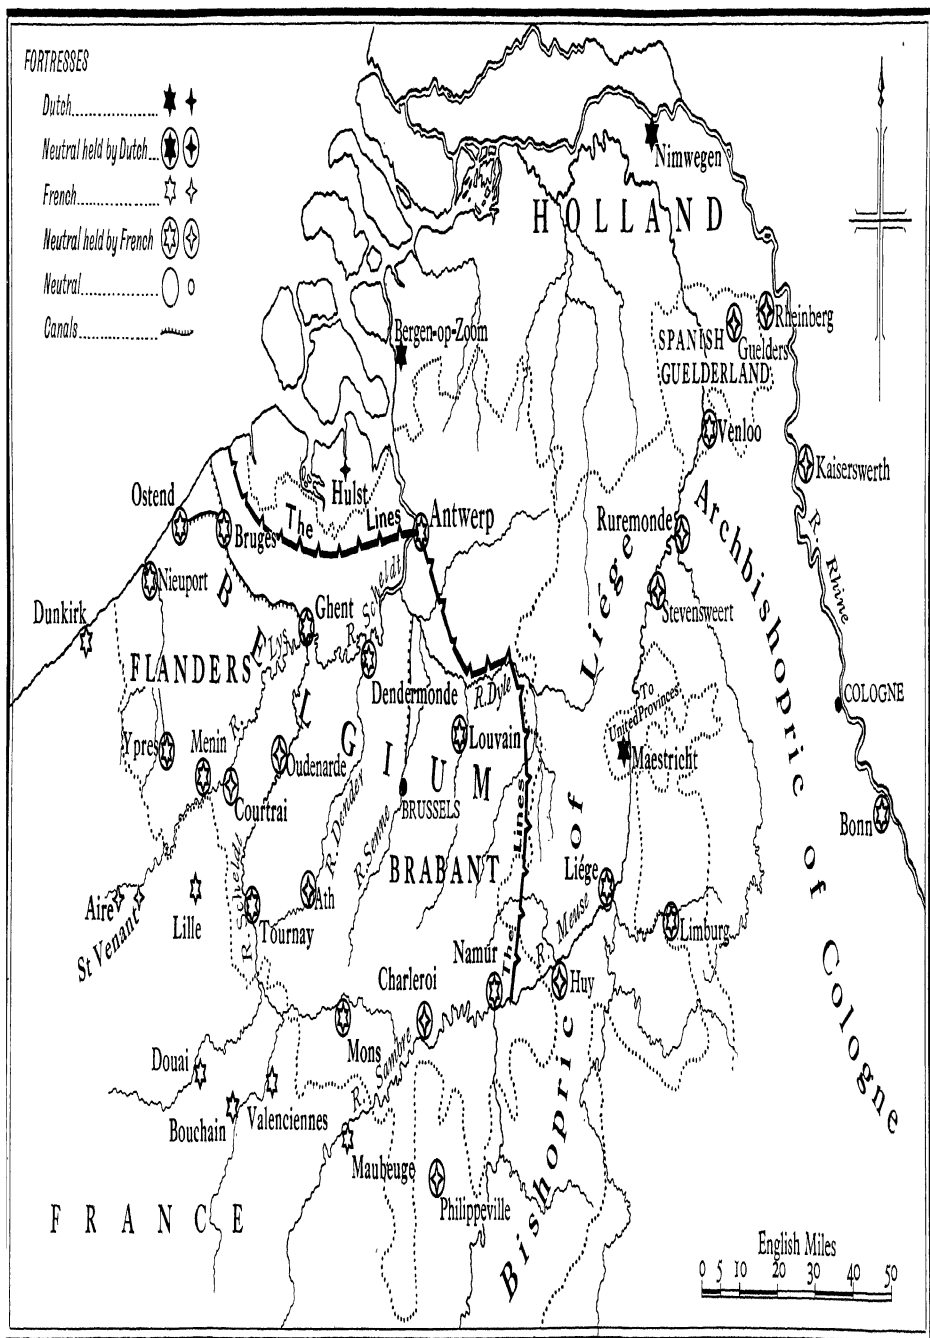 FORTRESSES
Dutch
Neutral held by Dutch
French
Neutral held by French
Neutral
Canals
Nimwegen
HOLLAND
Bergen-op-Zoom
Rheinberg
SPANISH
Guelders
GUELDERLAND
Venloo
Kaiserswerth
Hulst
Ostend
The Lines
Antwerp
Bruges
Ruremonde
Archbishopric of Cologne
R. Rhine
Nieuport
R. Scheldt
Stevensweert
Dunkirk
Ghent
BELGIUM
R. Lys
FLANDERS
Dendermonde
R. Dyle
To
United Provinces
COLOGNE
Ypres
Menin
Oudenarde
Louvain
Maestricht
Courtrai
R. Dender
R. Senne
BRUSSELS
Bonn
R. Schelde
BRABANT
The Lines
Bishopric of Liége
Liége
Aire
St Venant
Lille
Ath
Tournay
R. Meuse
Limburg
Namúr
Charleroi
Huy
Mons
R. Sambre
Douai
Bouchain
Valenciennes
Maubeuge
Philippeville
FRANCE
English Miles
0 5 10 20 30 40 50